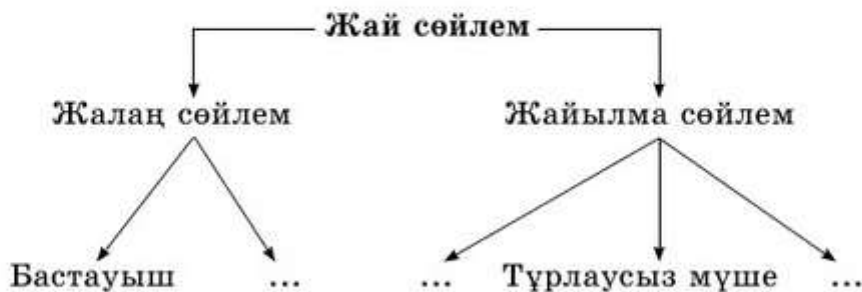 Жай сөйлем
Жалаң сөйлем Жайылма сөйлем
Бастауыш ... ... Тұрлаусыз мүше ...